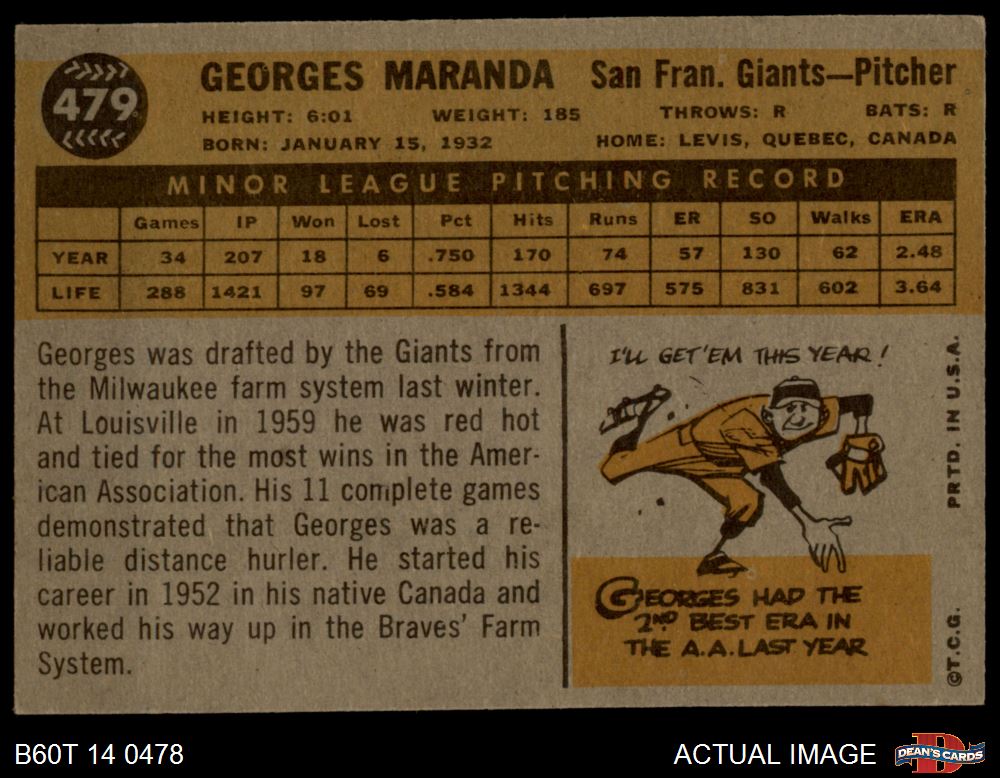 479
GEORGES MARANDA San Fran. Giants—Pitcher
HEIGHT: 6:01 WEIGHT: 185 THROWS: R BATS: R
BORN: JANUARY 15, 1932 HOME: LEVIS, QUEBEC, CANADA
MINOR LEAGUE PITCHING RECORD
Games IP Won Lost Pct Hits Runs ER SO Walks ERA
YEAR 34 207 18 6 .750 170 74 57 130 62 2.48
LIFE 288 1421 97 69 .584 1344 697 575 831 602 3.64
Georges was drafted by the Giants from
the Milwaukee farm system last winter.
At Louisville in 1959 he was red hot
and tied for the most wins in the Amer-
ican Association. His 11 complete games
demonstrated that Georges was a re-
liable distance hurler. He started his
career in 1952 in his native Canada and
worked his way up in the Braves' Farm
System.
I'LL GET 'EM THIS YEAR!
GEORGES HAD THE
2ND BEST ERA IN
THE A.A. LAST YEAR
PRTD. IN U.S.A.
©T.C.G.
B60T 14 0478
ACTUAL IMAGE
DEAN'S CARDS